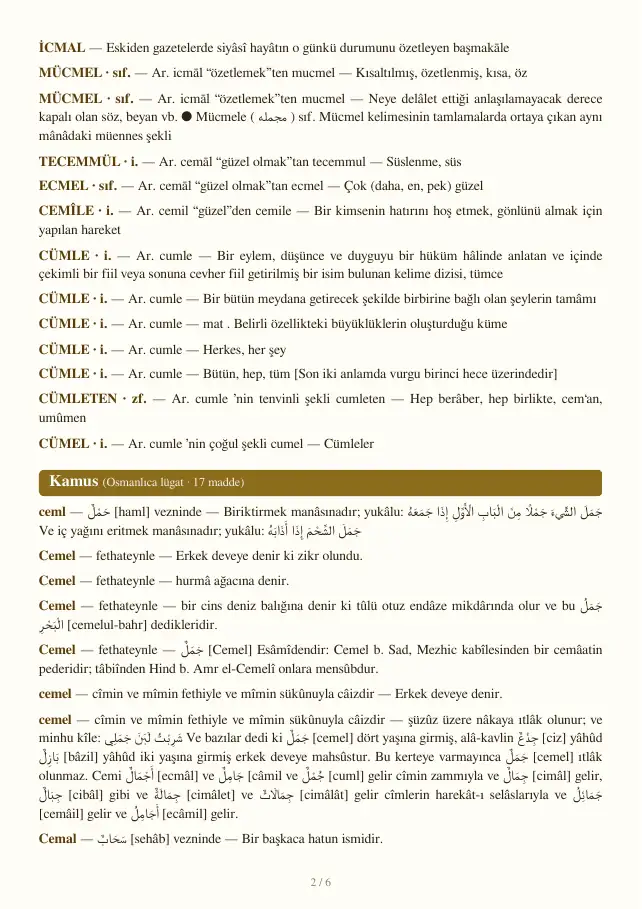 İCMAL — Eskiden gazetelerde siyâsî hayâtın o günkü durumunu özetleyen başmakāle
MÜCMEL · sıf. — Ar. icmāl “özetlemek”ten mucmel — Kısaltılmış, özetlenmiş, kısa, öz
MÜCMEL · sıf. — Ar. icmāl “özetlemek”ten mucmel — Neye delâlet ettiği anlaşılamayacak derece
kapalı olan söz, beyan vb. ● Mücmele ( مجمله ) sıf. Mücmel kelimesinin tamlamalarda ortaya çıkan aynı
mânâdaki müennes şekli
TECEMMÜL · i. — Ar. cemāl “güzel olmak”tan tecemmul — Süslenme, süs
ECMEL · sıf. — Ar. cemāl “güzel olmak”tan ecmel — Çok (daha, en, pek) güzel
CEMÎLE · i. — Ar. cemil “güzel”den cemile — Bir kimsenin hatırını hoş etmek, gönlünü almak için
yapılan hareket
CÜMLE · i. — Ar. cumle — Bir eylem, düşünce ve duyguyu bir hüküm hâlinde anlatan ve içinde
çekimli bir fiil veya sonuna cevher fiil getirilmiş bir isim bulunan kelime dizisi, tümce
CÜMLE · i. — Ar. cumle — Bir bütün meydana getirecek şekilde birbirine bağlı olan şeylerin tamâmı
CÜMLE · i. — Ar. cumle — mat . Belirli özellikteki büyüklüklerin oluşturduğu küme
CÜMLE · i. — Ar. cumle — Herkes, her şey
CÜMLE · i. — Ar. cumle — Bütün, hep, tüm [Son iki anlamda vurgu birinci hece üzerindedir]
CÜMLETEN · zf. — Ar. cumle ’nin tenvinli şekli cumleten — Hep berâber, hep birlikte, cem‘an,
umûmen
CÜMEL · i. — Ar. cumle ’nin çoğul şekli cumel — Cümleler
Kamus (Osmanlıca lügat · 17 madde)
ceml — حَمْلٌ [haml] vezninde — Biriktirmek manâsınadır; yukâlu: جَمَلَ الشَّيءَ جَمْلًا مِنَ الْبَابِ الْأَوَّلِ إِذَا جَمَعَهُ
Ve iç yağını eritmek manâsınadır; yukâlu: جَمَلَ الشَّحْمَ إِذَا أَذَابَهُ
Cemel — fethateynle — Erkek deveye denir ki zikr olundu.
Cemel — fethateynle — hurmâ ağacına denir.
Cemel — fethateynle — bir cins deniz balığına denir ki tûlü otuz endâze mikdârında olur ve bu جَمَلُ
الْبَحْرِ [cemelul-bahr] dedikleridir.
Cemel — fethateynle — جَمَلٌ [Cemel] Esâmîdendir: Cemel b. Sad, Mezhic kabîlesinden bir cemâatin
pederidir; tâbiînden Hind b. Amr el-Cemelî onlara mensûbdur.
cemel — cîmin ve mîmin fethiyle ve mîmin sükûnuyla câizdir — Erkek deveye denir.
cemel — cîmin ve mîmin fethiyle ve mîmin sükûnuyla câizdir — şüzûz üzere nâkaya ıtlâk olunur; ve
minhu kîle: شَرِبْتُ لَبَنَ جَمَلِي Ve bazılar dedi ki جَمَلٌ [cemel] dört yaşına girmiş, alâ-kavlin جِذْعٌ [ciz] yâhûd
بَازِلٌ [bâzil] yâhûd iki yaşına girmiş erkek deveye mahsûstur. Bu kerteye varmayınca جَمَلٌ [cemel] ıtlâk
olunmaz. Cemi أَجْمَالٌ [ecmâl] ve جَامِلٌ [câmil ve جُمْلٌ [cuml] gelir cîmin zammıyla ve جِمَالٌ [cimâl] gelir,
جِبَالٌ [cibâl] gibi ve جِمَالَةٌ [cimâlet] ve جِمَالَاتٌ [cimâlât] gelir cîmlerin harekât-ı selâslarıyla ve جَمَائِلُ
[cemâil] gelir ve أَجَامِلُ [ecâmil] gelir.
Cemal — سَحَابٌ [sehâb] vezninde — Bir başkaca hatun ismidir.
2 / 6